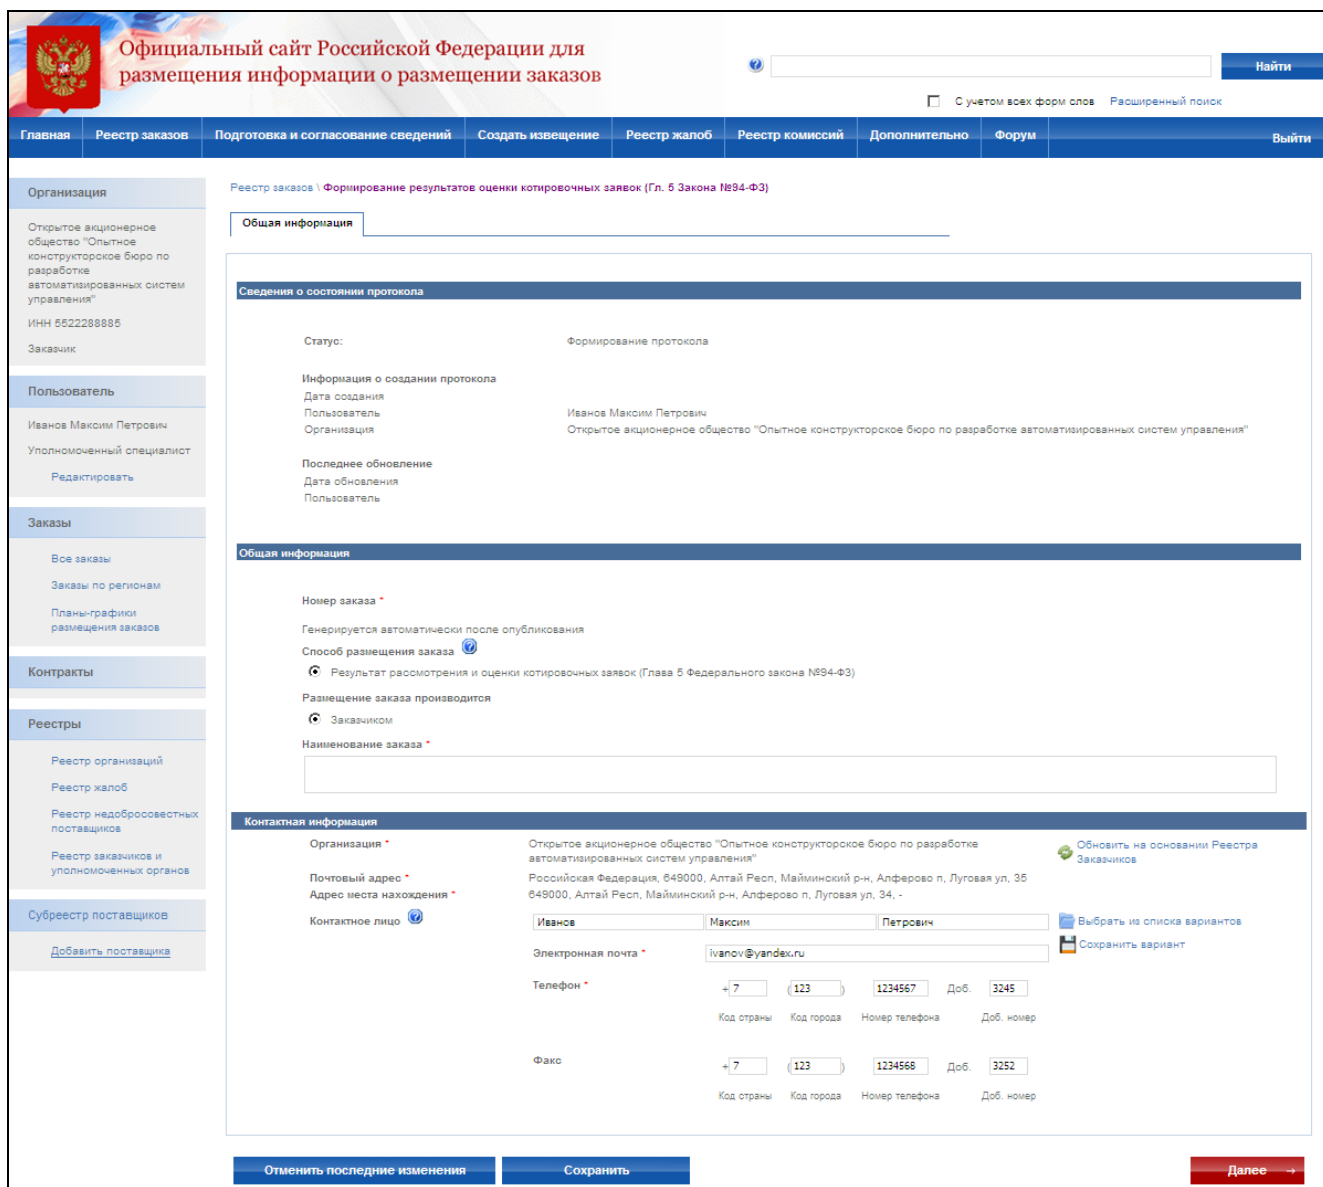 Официальный сайт Российской Федерации для
размещения информации о размещении заказов
Найти
С учетом всех форм слов Расширенный поиск
Главная Реестр заказов Подготовка и согласование сведений Создать извещение Реестр жалоб Реестр комиссий Дополнительно Форум Выйти
Организация
Открытое акционерное
общество "Опытное
конструкторское бюро по
разработке
автоматизированных систем
управления"
ИНН 5522288885
Заказчик
Пользователь
Иванов Максим Петрович
Уполномоченный специалист
Редактировать
Заказы
Все заказы
Заказы по регионам
Планы-графики
размещения заказов
Контракты
Реестры
Реестр организаций
Реестр жалоб
Реестр недобросовестных
поставщиков
Реестр заказчиков и
уполномоченных органов
Субреестр поставщиков
Добавить поставщика
Реестр заказов \ Формирование результатов оценки котировочных заявок (Гл. 5 Закона №94-ФЗ)
Общая информация
Сведения о состоянии протокола
Статус: Формирование протокола
Информация о создании протокола
Дата создания
Пользователь Иванов Максим Петрович
Организация Открытое акционерное общество "Опытное конструкторское бюро по разработке автоматизированных систем управления"
Последнее обновление
Дата обновления
Пользователь
Общая информация
Номер заказа *
Генерируется автоматически после опубликования
Способ размещения заказа
Результат рассмотрения и оценки котировочных заявок (Глава 5 Федерального закона №94-ФЗ)
Размещение заказа производится
Заказчиком
Наименование заказа *
Контактная информация
Организация * Открытое акционерное общество "Опытное конструкторское бюро по разработке
автоматизированных систем управления"
Обновить на основании Реестра
Заказчиков
Почтовый адрес * Российская Федерация, 649000, Алтай Респ, Майминский р-н, Алферово п, Луговая ул, 35
Адрес места нахождения * 649000, Алтай Респ, Майминский р-н, Алферово п, Луговая ул, 34, -
Контактное лицо Иванов Максим Петрович Выбрать из списка вариантов
Сохранить вариант
Электронная почта * ivanov@yandex.ru
Телефон * + 7 ( 123 ) 1234567 Доб. 3245
Код страны Код города Номер телефона Доб. номер
Факс + 7 ( 123 ) 1234568 Доб. 3252
Код страны Код города Номер телефона Доб. номер
Отменить последние изменения Сохранить Далее →